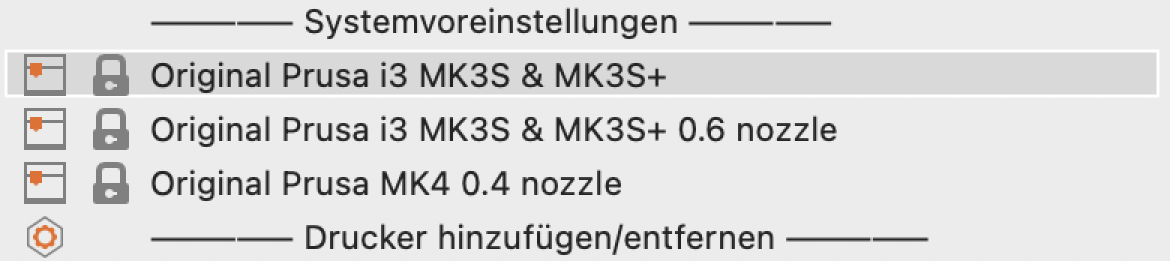 Systemvoreinstellungen
Original Prusa i3 MK3S & MK3S+
Original Prusa i3 MK3S & MK3S+ 0.6 nozzle
Original Prusa MK4 0.4 nozzle
Drucker hinzufügen/entfernen